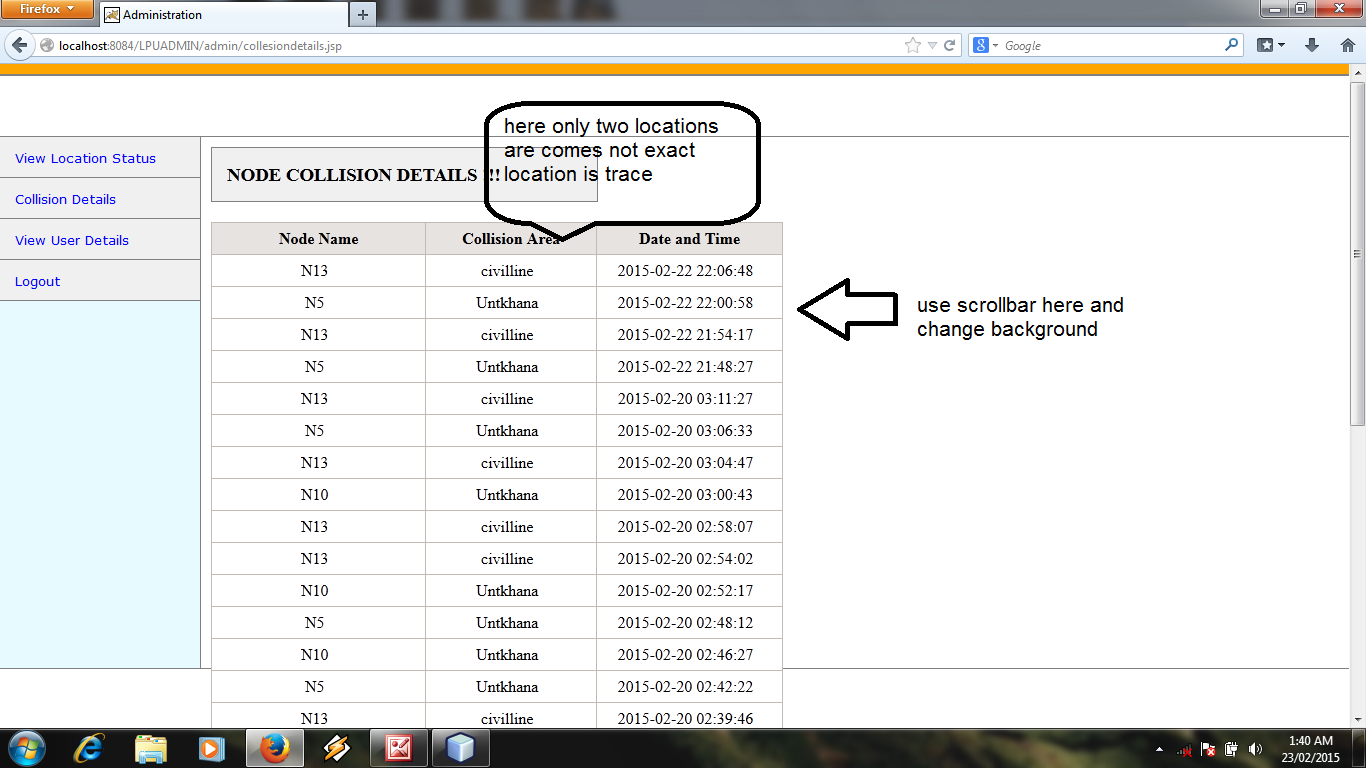 Firefox
Administration
localhost:8084/LPUADMIN/admin/collesiondetails.jsp
Google
here only two locations
are comes not exact
location is trace
View Location Status
Collision Details
View User Details
Logout
NODE COLLISION DETAILS !!!
Node Name Collision Area Date and Time
N13 civilline 2015-02-22 22:06:48
N5 Untkhana 2015-02-22 22:00:58
N13 civilline 2015-02-22 21:54:17
N5 Untkhana 2015-02-22 21:48:27
N13 civilline 2015-02-20 03:11:27
N5 Untkhana 2015-02-20 03:06:33
N13 civilline 2015-02-20 03:04:47
N10 Untkhana 2015-02-20 03:00:43
N13 civilline 2015-02-20 02:58:07
N13 civilline 2015-02-20 02:54:02
N10 Untkhana 2015-02-20 02:52:17
N5 Untkhana 2015-02-20 02:48:12
N10 Untkhana 2015-02-20 02:46:27
N5 Untkhana 2015-02-20 02:42:22
N13 civilline 2015-02-20 02:39:46
use scrollbar here and
change background
1:40 AM
23/02/2015